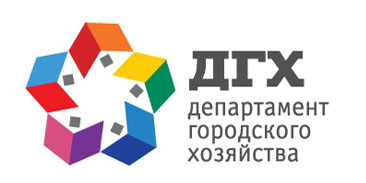 ДГХ
департамент
городского
хозяйства